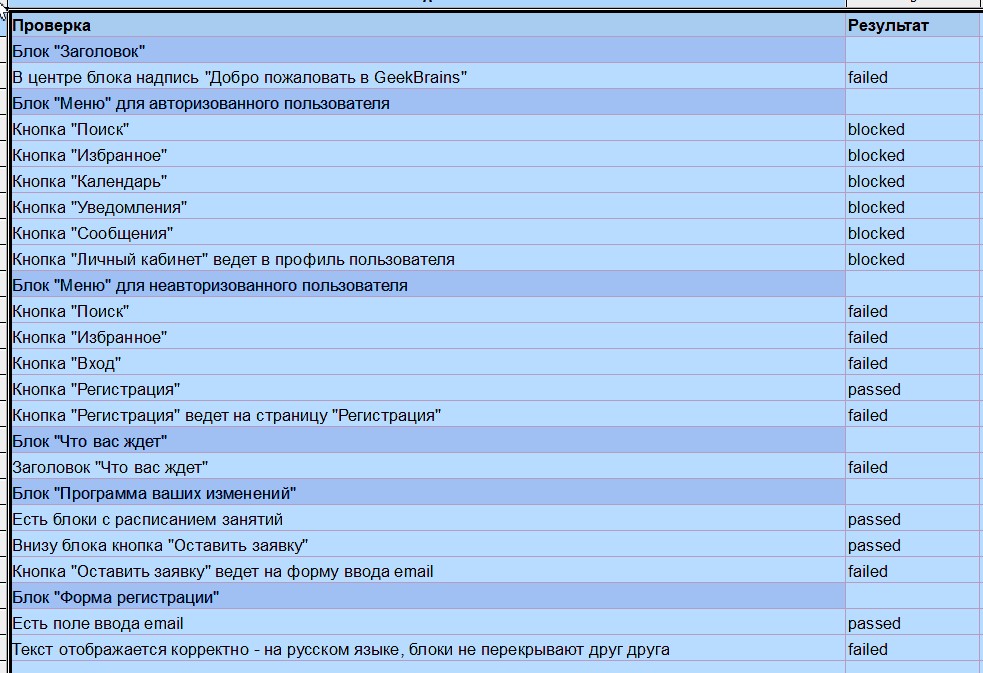 Проверка Результат
Блок "Заголовок"
В центре блока надпись "Добро пожаловать в GeekBrains" failed
Блок "Меню" для авторизованного пользователя
Кнопка "Поиск" blocked
Кнопка "Избранное" blocked
Кнопка "Календарь" blocked
Кнопка "Уведомления" blocked
Кнопка "Сообщения" blocked
Кнопка "Личный кабинет" ведет в профиль пользователя blocked
Блок "Меню" для неавторизованного пользователя
Кнопка "Поиск" failed
Кнопка "Избранное" failed
Кнопка "Вход" failed
Кнопка "Регистрация" passed
Кнопка "Регистрация" ведет на страницу "Регистрация" failed
Блок "Что вас ждет"
Заголовок "Что вас ждет" failed
Блок "Программа ваших изменений"
Есть блоки с расписанием занятий passed
Внизу блока кнопка "Оставить заявку" passed
Кнопка "Оставить заявку" ведет на форму ввода email failed
Блок "Форма регистрации"
Есть поле ввода email passed
Текст отображается корректно - на русском языке, блоки не перекрывают друг друга failed